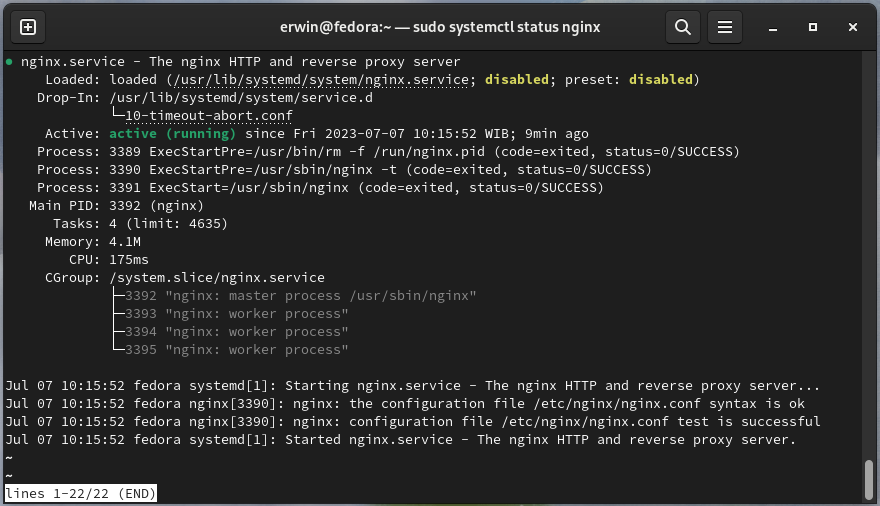 erwin@fedora:~ — sudo systemctl status nginx
● nginx.service - The nginx HTTP and reverse proxy server
     Loaded: loaded (/usr/lib/systemd/system/nginx.service; disabled; preset: disabled)
    Drop-In: /usr/lib/systemd/system/service.d
             └─10-timeout-abort.conf
     Active: active (running) since Fri 2023-07-07 10:15:52 WIB; 9min ago
    Process: 3389 ExecStartPre=/usr/bin/rm -f /run/nginx.pid (code=exited, status=0/SUCCESS)
    Process: 3390 ExecStartPre=/usr/sbin/nginx -t (code=exited, status=0/SUCCESS)
    Process: 3391 ExecStart=/usr/sbin/nginx (code=exited, status=0/SUCCESS)
   Main PID: 3392 (nginx)
      Tasks: 4 (limit: 4635)
     Memory: 4.1M
        CPU: 175ms
     CGroup: /system.slice/nginx.service
             ├─3392 "nginx: master process /usr/sbin/nginx"
             ├─3393 "nginx: worker process"
             ├─3394 "nginx: worker process"
             └─3395 "nginx: worker process"
Jul 07 10:15:52 fedora systemd[1]: Starting nginx.service - The nginx HTTP and reverse proxy server...
Jul 07 10:15:52 fedora nginx[3390]: nginx: the configuration file /etc/nginx/nginx.conf syntax is ok
Jul 07 10:15:52 fedora nginx[3390]: nginx: configuration file /etc/nginx/nginx.conf test is successful
Jul 07 10:15:52 fedora systemd[1]: Started nginx.service - The nginx HTTP and reverse proxy server.
~
~
lines 1-22/22 (END)